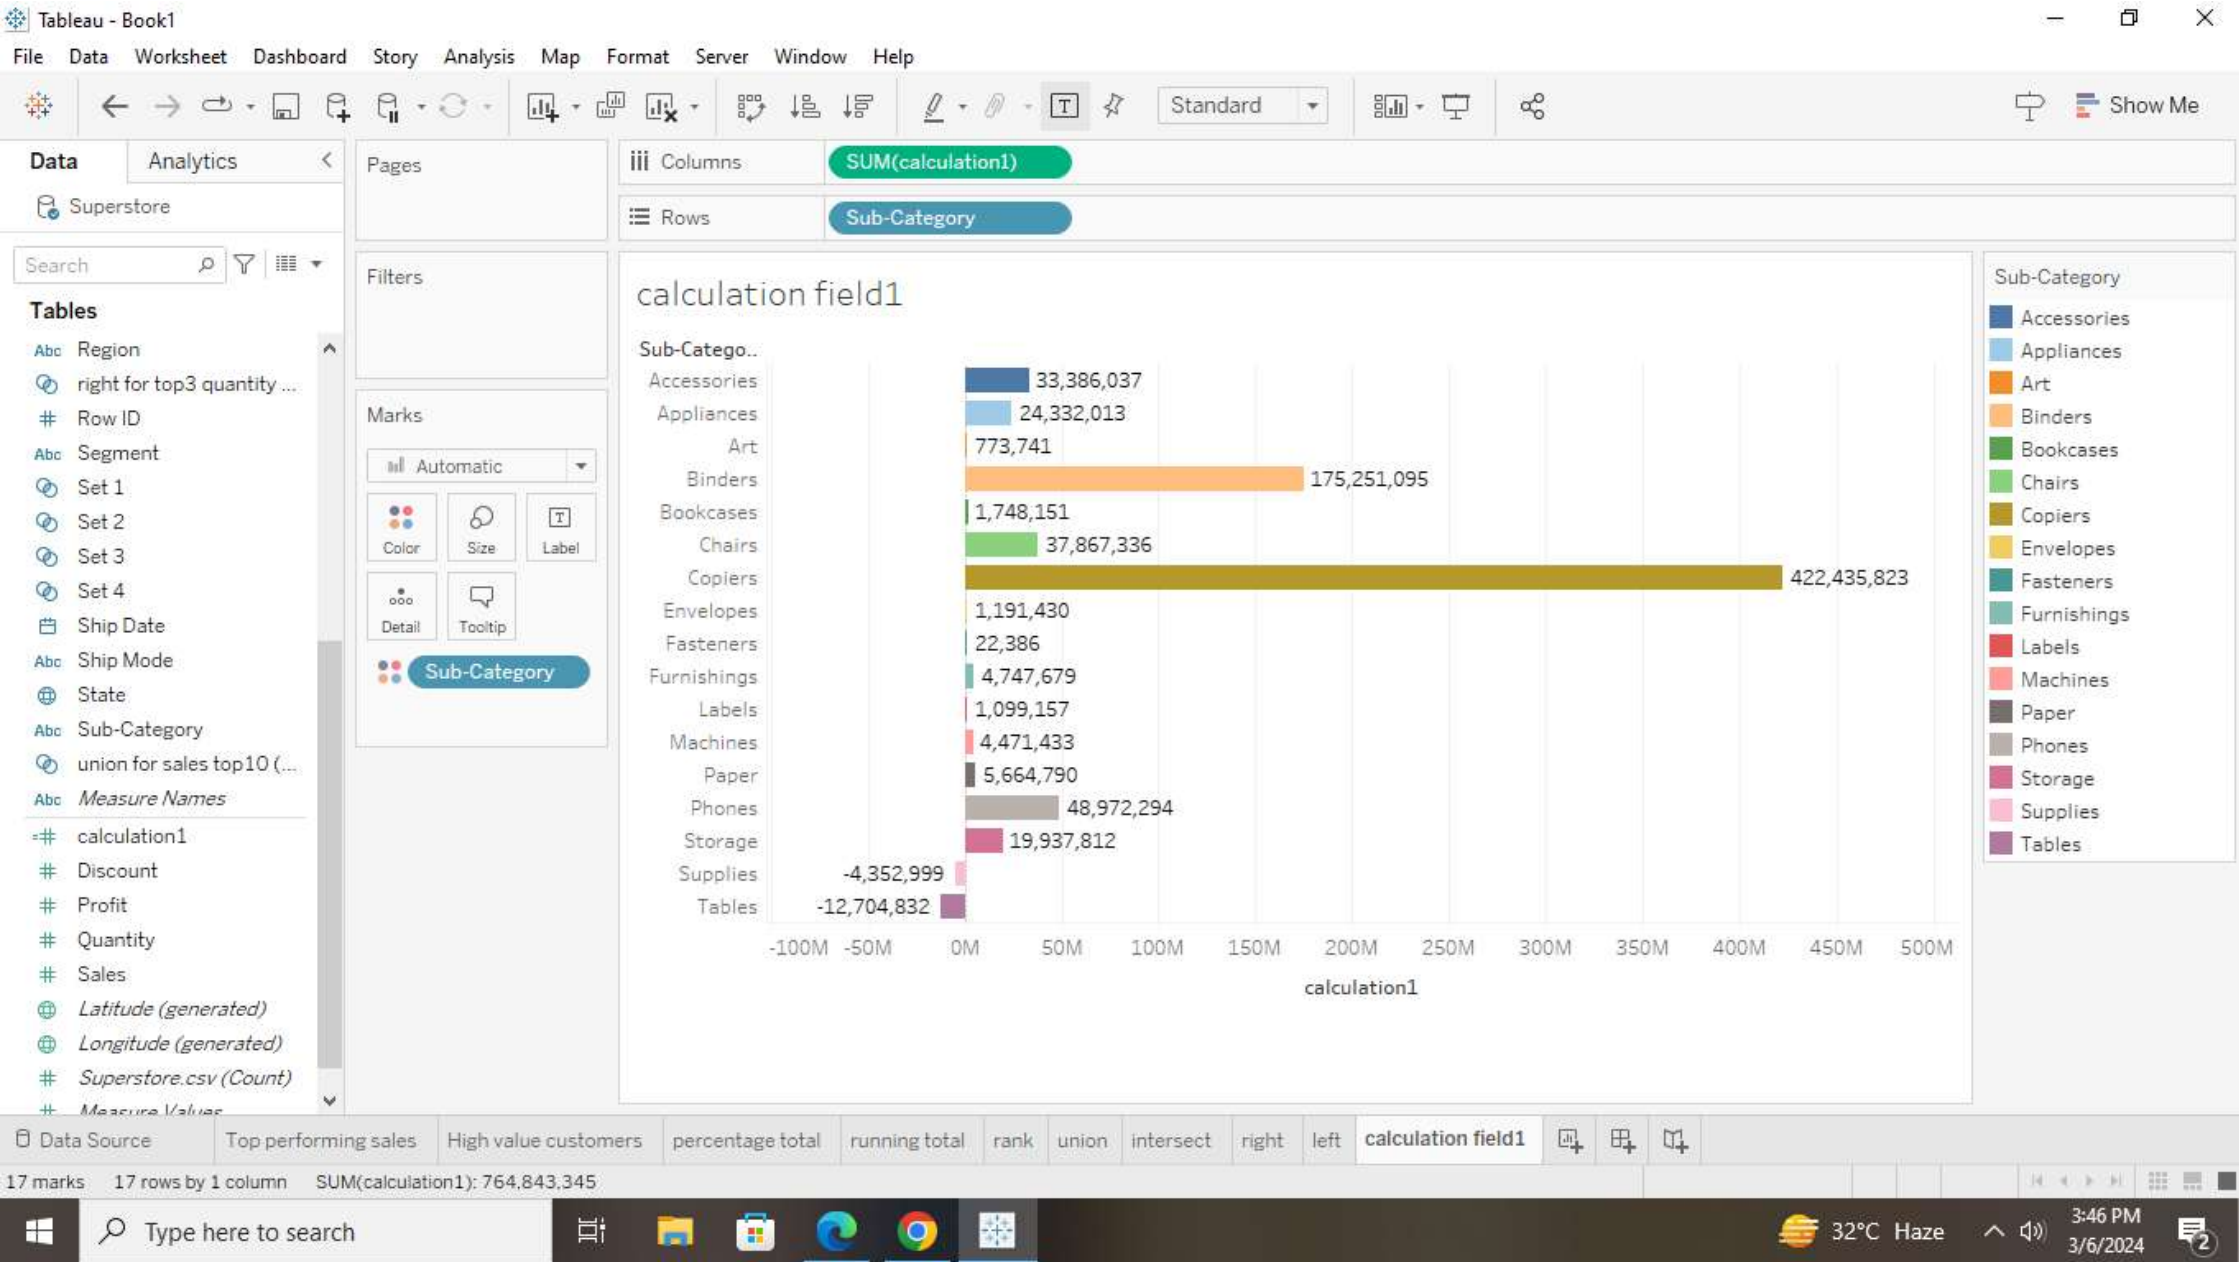 Tableau - Book1
File Data Worksheet Dashboard Story Analysis Map Format Server Window Help
Standard
Show Me
Data Analytics
Superstore
Search
Tables
Abc Region
right for top3 quantity ...
# Row ID
Abc Segment
Set 1
Set 2
Set 3
Set 4
Ship Date
Abc Ship Mode
State
Abc Sub-Category
union for sales top10 (...
Abc Measure Names
=# calculation1
# Discount
# Profit
# Quantity
# Sales
Latitude (generated)
Longitude (generated)
# Superstore.csv (Count)
# Measure Values
Pages
Filters
Marks
Automatic
Color Size Label
Detail Tooltip
Sub-Category
Columns SUM(calculation1)
Rows Sub-Category
calculation field1
Sub-Catego..
Accessories 33,386,037
Appliances 24,332,013
Art 773,741
Binders 175,251,095
Bookcases 1,748,151
Chairs 37,867,336
Copiers 422,435,823
Envelopes 1,191,430
Fasteners 22,386
Furnishings 4,747,679
Labels 1,099,157
Machines 4,471,433
Paper 5,664,790
Phones 48,972,294
Storage 19,937,812
Supplies -4,352,999
Tables -12,704,832
-100M -50M 0M 50M 100M 150M 200M 250M 300M 350M 400M 450M 500M
calculation1
Sub-Category
Accessories
Appliances
Art
Binders
Bookcases
Chairs
Copiers
Envelopes
Fasteners
Furnishings
Labels
Machines
Paper
Phones
Storage
Supplies
Tables
Data Source Top performing sales High value customers percentage total running total rank union intersect right left calculation field1
17 marks 17 rows by 1 column SUM(calculation1): 764,843,345
Type here to search
32°C Haze
3:46 PM
3/6/2024
2